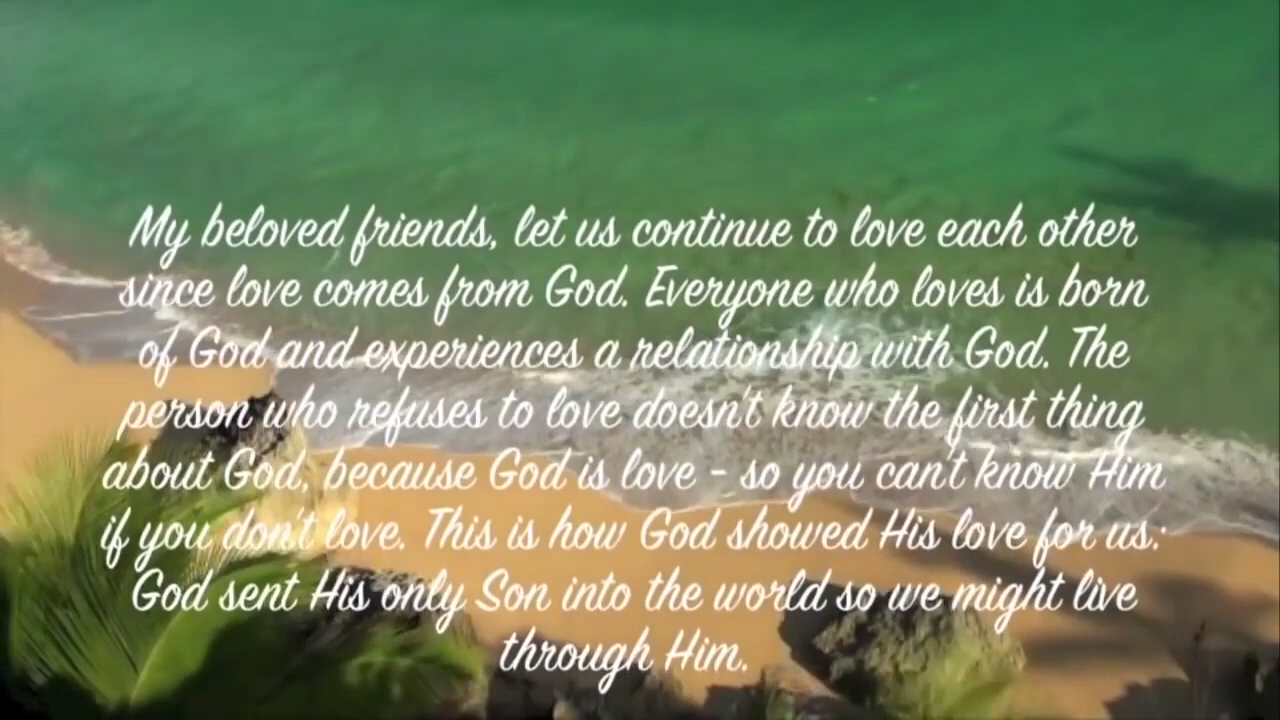 My beloved friends, let us continue to love each other
since love comes from God. Everyone who loves is born
of God and experiences a relationship with God. The
person who refuses to love doesn't know the first thing
about God, because God is love - so you can't know Him
if you don't love. This is how God showed His love for us:
God sent His only Son into the world so we might live
through Him.